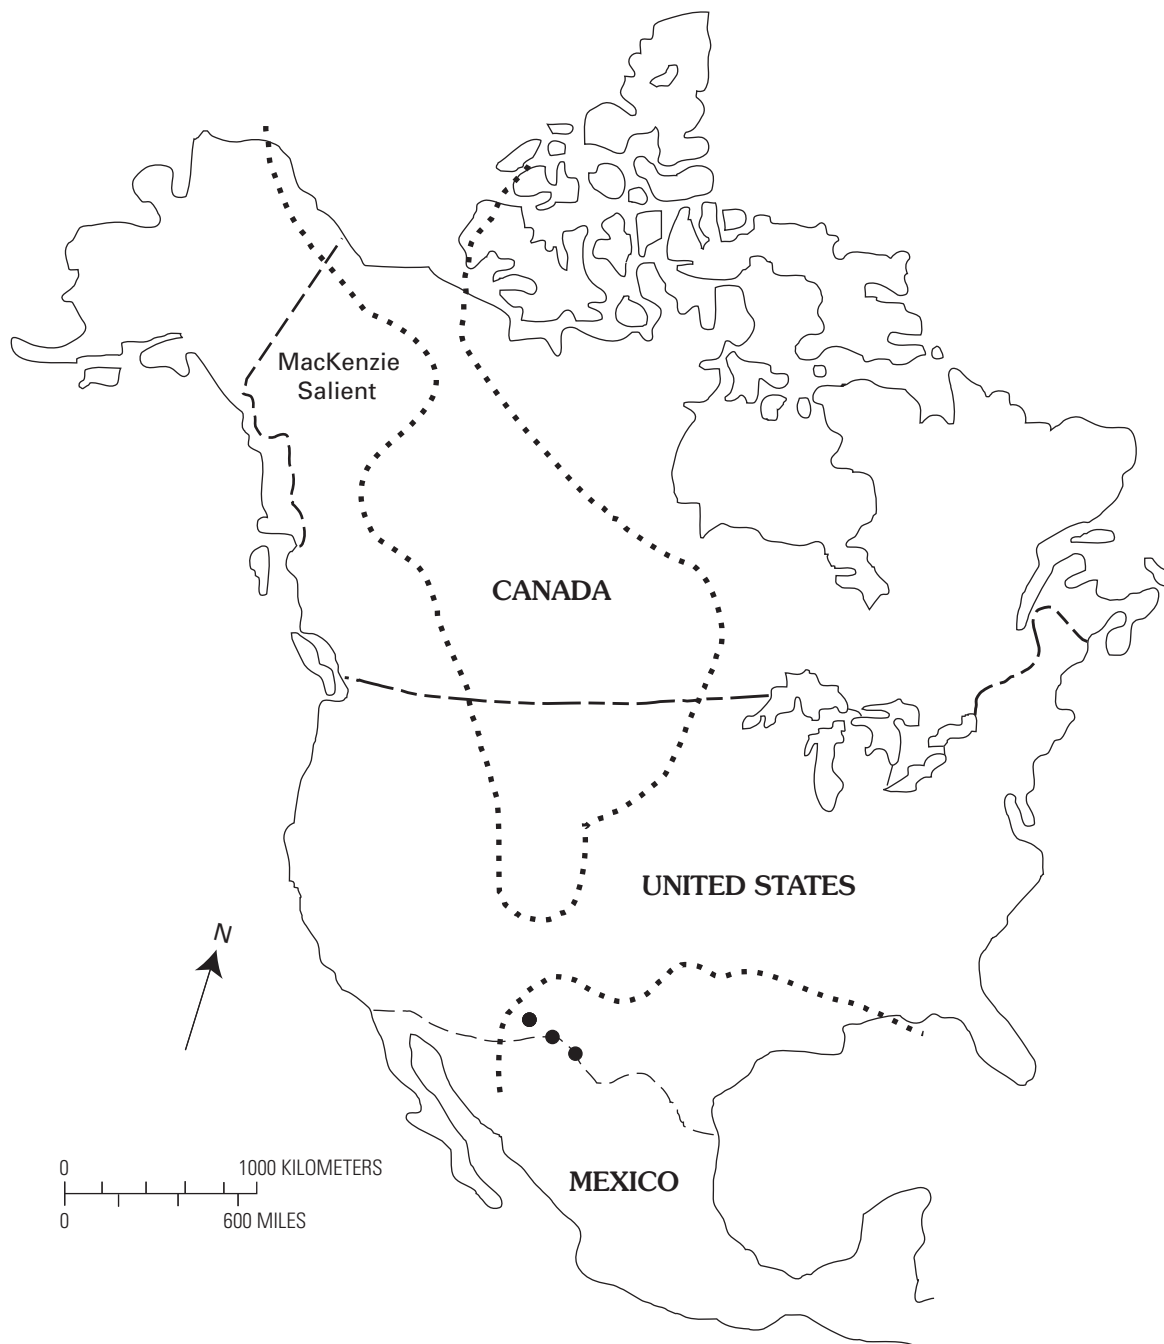 MacKenzie
Salient
CANADA
UNITED STATES
N
0 1000 KILOMETERS
MEXICO
0 600 MILES